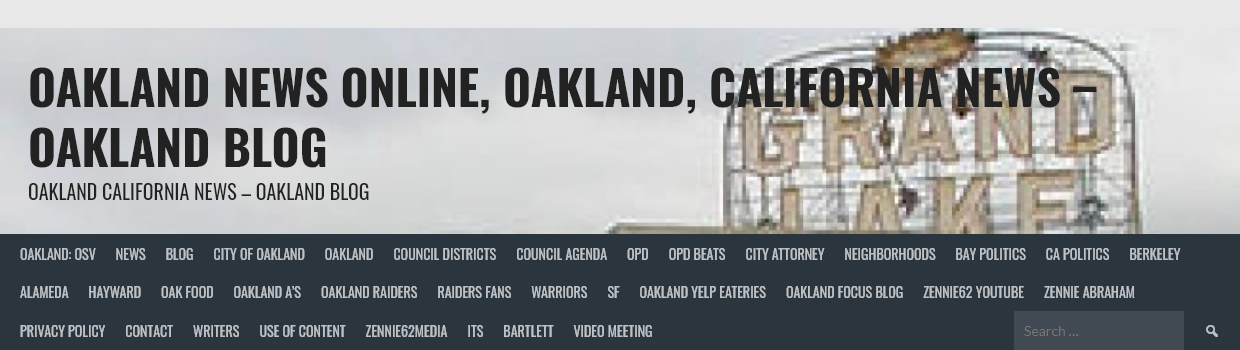 OAKLAND NEWS ONLINE, OAKLAND, CALIFORNIA NEWS –
OAKLAND BLOG
OAKLAND CALIFORNIA NEWS – OAKLAND BLOG
GRAND
LAKE
OAKLAND: OSV NEWS BLOG CITY OF OAKLAND OAKLAND COUNCIL DISTRICTS COUNCIL AGENDA OPD OPD BEATS CITY ATTORNEY NEIGHBORHOODS BAY POLITICS CA POLITICS BERKELEY
ALAMEDA HAYWARD OAK FOOD OAKLAND A'S OAKLAND RAIDERS RAIDERS FANS WARRIORS SF OAKLAND YELP EATERIES OAKLAND FOCUS BLOG ZENNIE62 YOUTUBE ZENNIE ABRAHAM
PRIVACY POLICY CONTACT WRITERS USE OF CONTENT ZENNIE62MEDIA ITS BARTLETT VIDEO MEETING Search ...